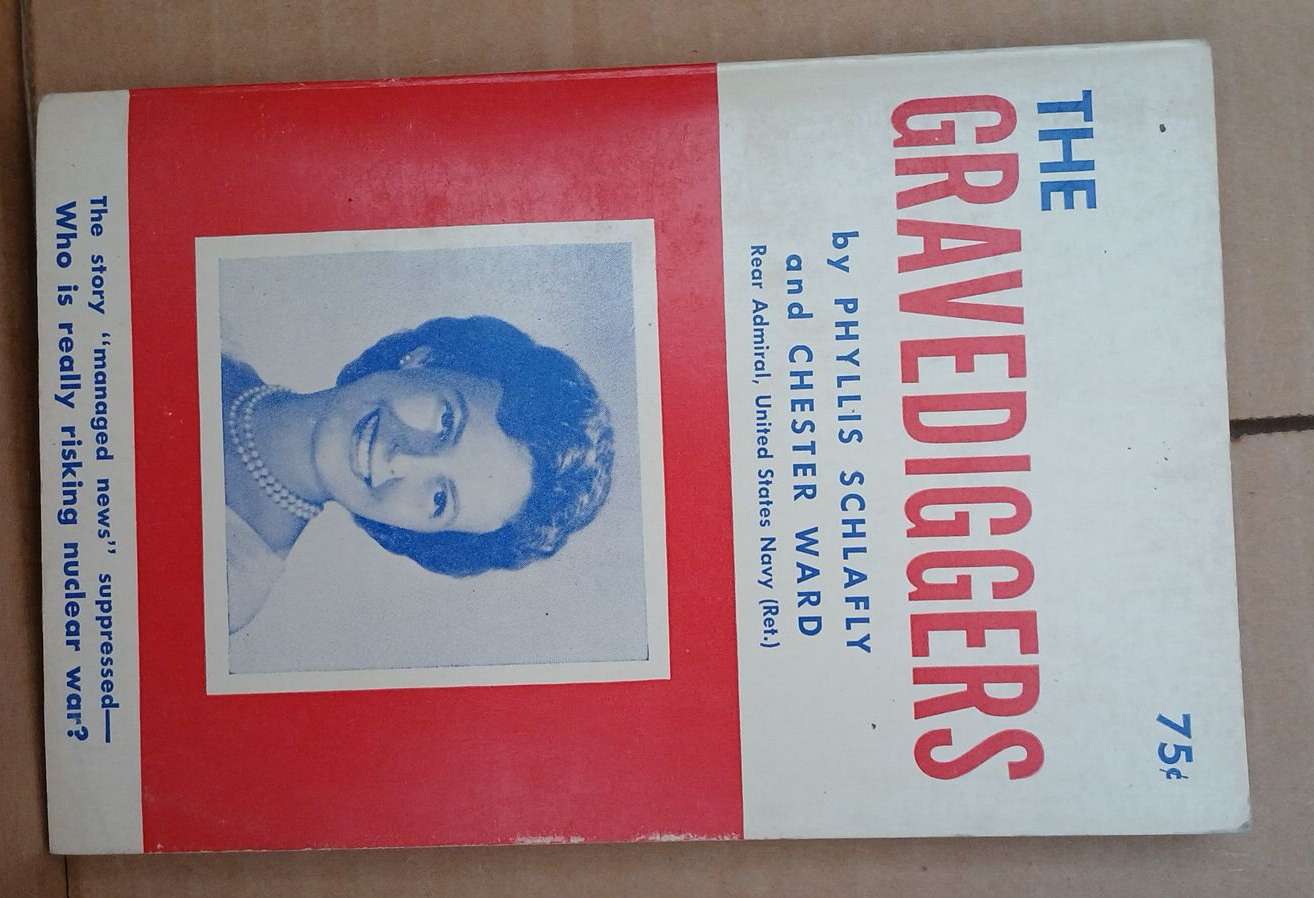 75¢
THE
GRAVEDIGGERS
by PHYLLIS SCHLAFLY
and CHESTER WARD
Rear Admiral, United States Navy (Ret.)
The story “managed news” suppressed—
Who is really risking nuclear war?